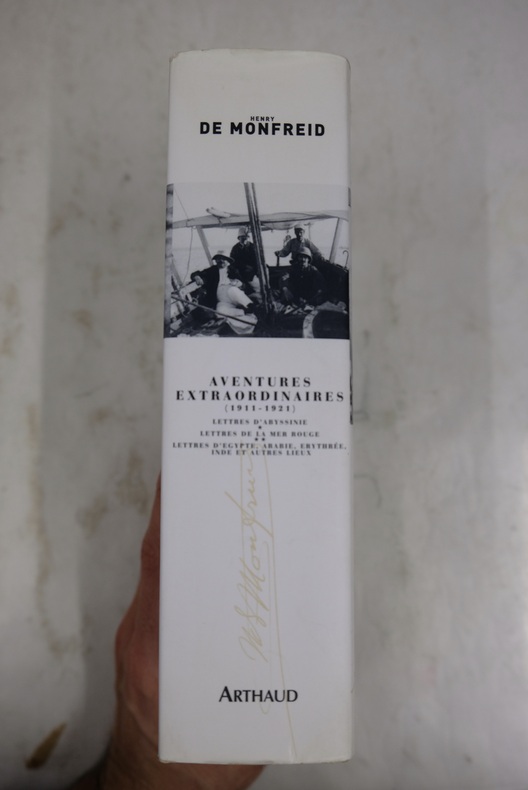 HENRY
DE MONFREID
AVENTURES
EXTRAORDINAIRES
(1911-1921)
LETTRES D'ABYSSINIE
*
LETTRES DE LA MER ROUGE
**
LETTRES D'EGYPTE, ARABIE, ERYTHRÉE,
INDE ET AUTRES LIEUX
ARTHAUD